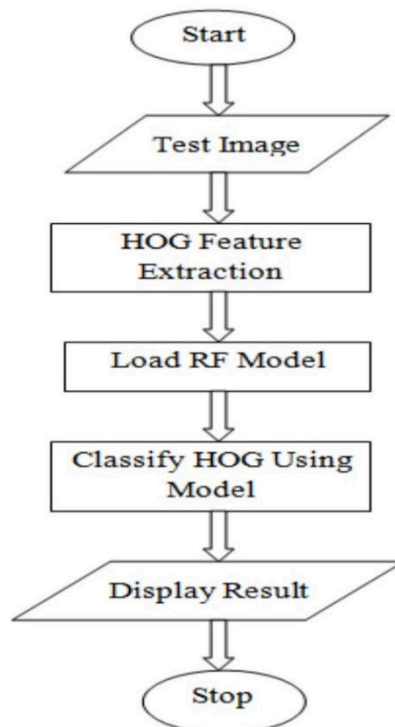 Start
Test Image
HOG Feature
Extraction
Load RF Model
Classify HOG Using
Model
Display Result
Stop